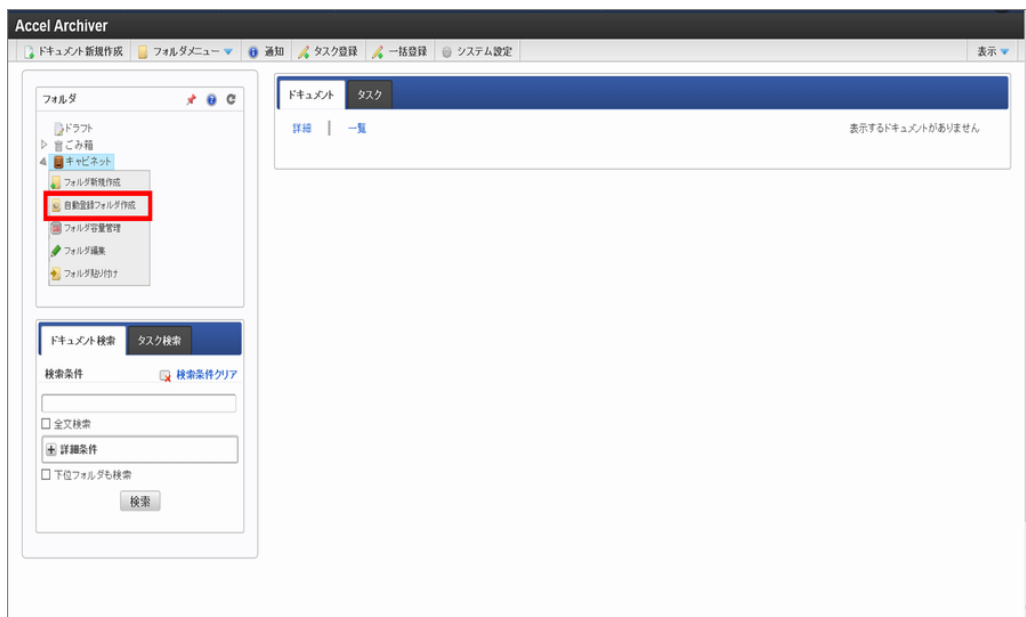 Accel Archiver
ドキュメント新規作成 フォルダメニュー 通知 タスク登録 一括登録 システム設定 表示
フォルダ
ドラフト
ごみ箱
キャビネット
フォルダ新規作成
自動登録フォルダ作成
フォルダ容量管理
フォルダ編集
フォルダ貼り付け
ドキュメント検索 タスク検索
検索条件 検索条件クリア
全文検索
詳細条件
下位フォルダも検索
検索
ドキュメント タスク
詳細 | 一覧 表示するドキュメントがありません